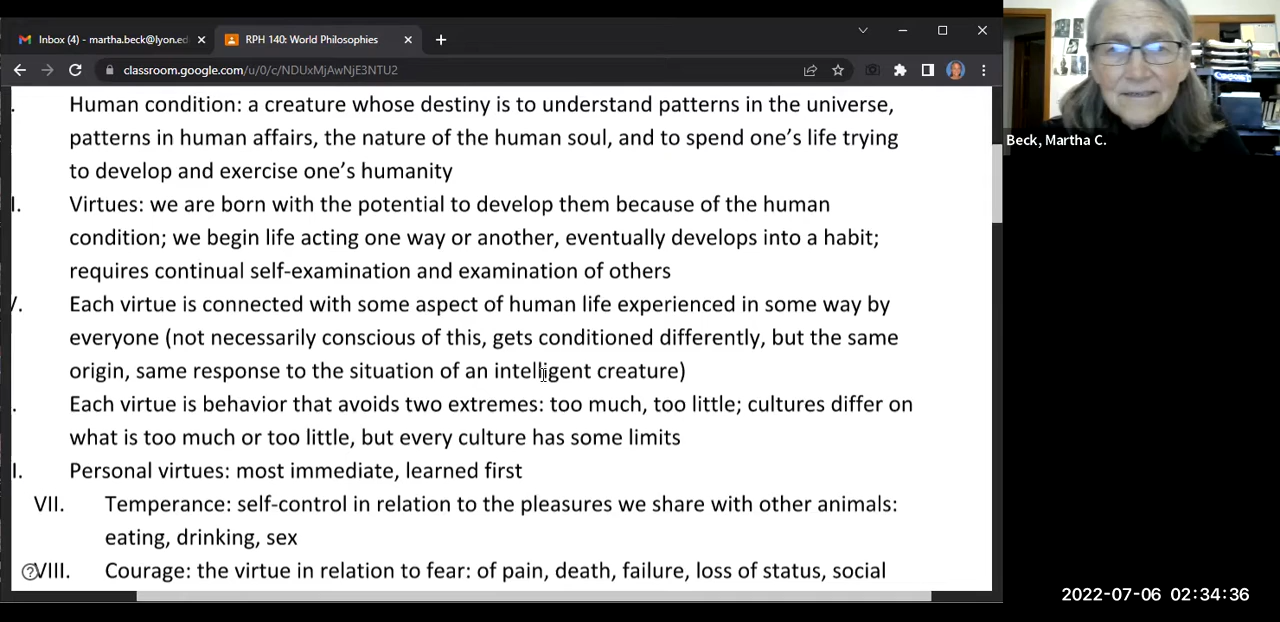 Inbox (4) - martha.beck@lyon.ed
RPH 140: World Philosophies
classroom.google.com/u/0/c/NDUxMjAwNjE3NTU2
Beck, Martha C.
. Human condition: a creature whose destiny is to understand patterns in the universe,
patterns in human affairs, the nature of the human soul, and to spend one's life trying
to develop and exercise one's humanity
I. Virtues: we are born with the potential to develop them because of the human
condition; we begin life acting one way or another, eventually develops into a habit;
requires continual self-examination and examination of others
V. Each virtue is connected with some aspect of human life experienced in some way by
everyone (not necessarily conscious of this, gets conditioned differently, but the same
origin, same response to the situation of an intelligent creature)
. Each virtue is behavior that avoids two extremes: too much, too little; cultures differ on
what is too much or too little, but every culture has some limits
I. Personal virtues: most immediate, learned first
VII. Temperance: self-control in relation to the pleasures we share with other animals:
eating, drinking, sex
VIII. Courage: the virtue in relation to fear: of pain, death, failure, loss of status, social
2022-07-06 02:34:36